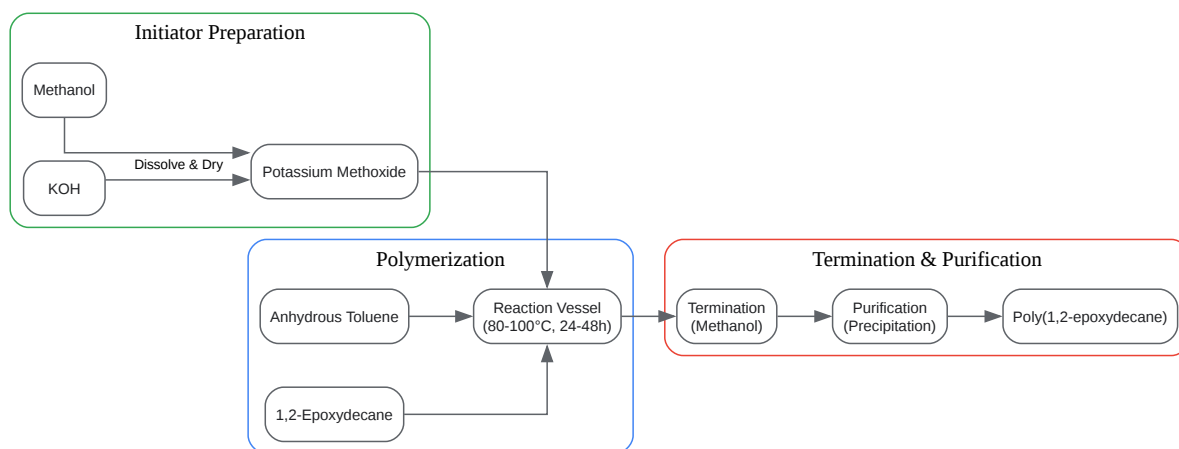 Initiator Preparation
Methanol
Dissolve & Dry
KOH
Potassium Methoxide
Polymerization
Anhydrous Toluene
Reaction Vessel
(80-100°C, 24-48h)
1,2-Epoxydecane
Termination & Purification
Termination
(Methanol)
Purification
(Precipitation)
Poly(1,2-epoxydecane)